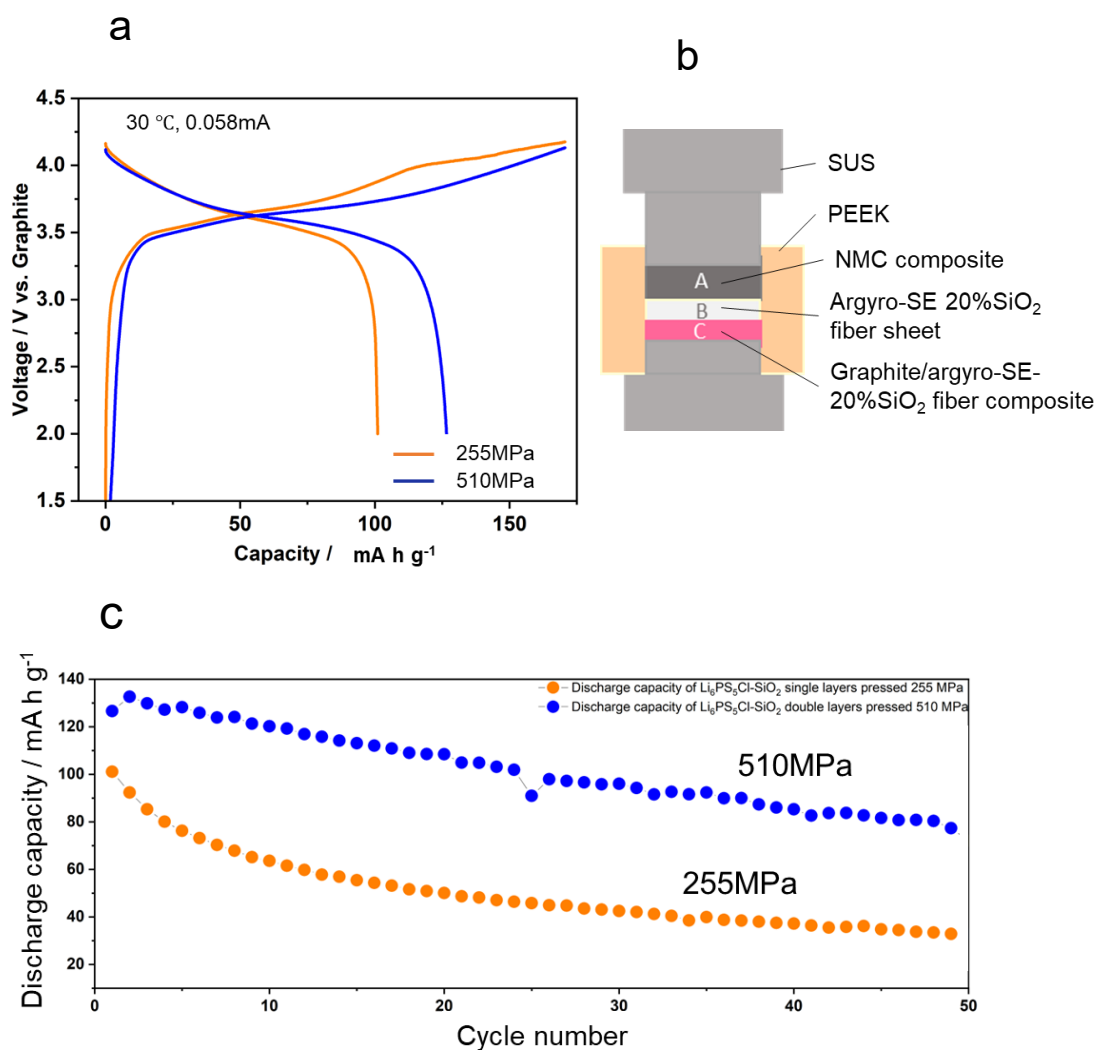 a
4.5
4.0
3.5
3.0
2.5
2.0
1.5
Voltage / V vs. Graphite
30 ℃, 0.058mA
255MPa
510MPa
0
50
100
150
Capacity / mA h g⁻¹
b
SUS
PEEK
NMC composite
Argyro-SE 20%SiO₂
fiber sheet
Graphite/argyro-SE-
20%SiO₂ fiber composite
A
B
C
c
140
120
100
80
60
40
20
Discharge capacity / mA h g⁻¹
Discharge capacity of Li₆PS₅Cl-SiO₂ single layers pressed 255 MPa
Discharge capacity of Li₆PS₅Cl-SiO₂ double layers pressed 510 MPa
510MPa
255MPa
0
10
20
30
40
50
Cycle number